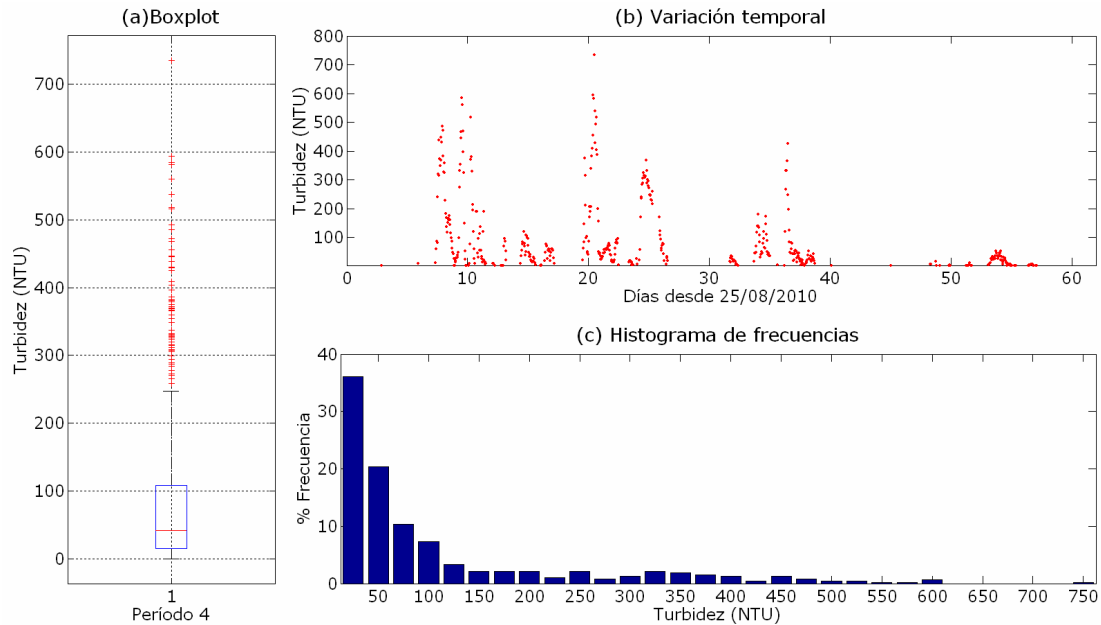 (a)Boxplot
Turbidez (NTU)
700
600
500
400
300
200
100
0
1
Período 4
(b) Variación temporal
Turbidez (NTU)
800
700
600
500
400
300
200
100
0 10 20 30 40 50 60
Días desde 25/08/2010
(c) Histograma de frecuencias
% Frecuencia
40
30
20
10
0
50 100 150 200 250 300 350 400 450 500 550 600 650 700 750
Turbidez (NTU)